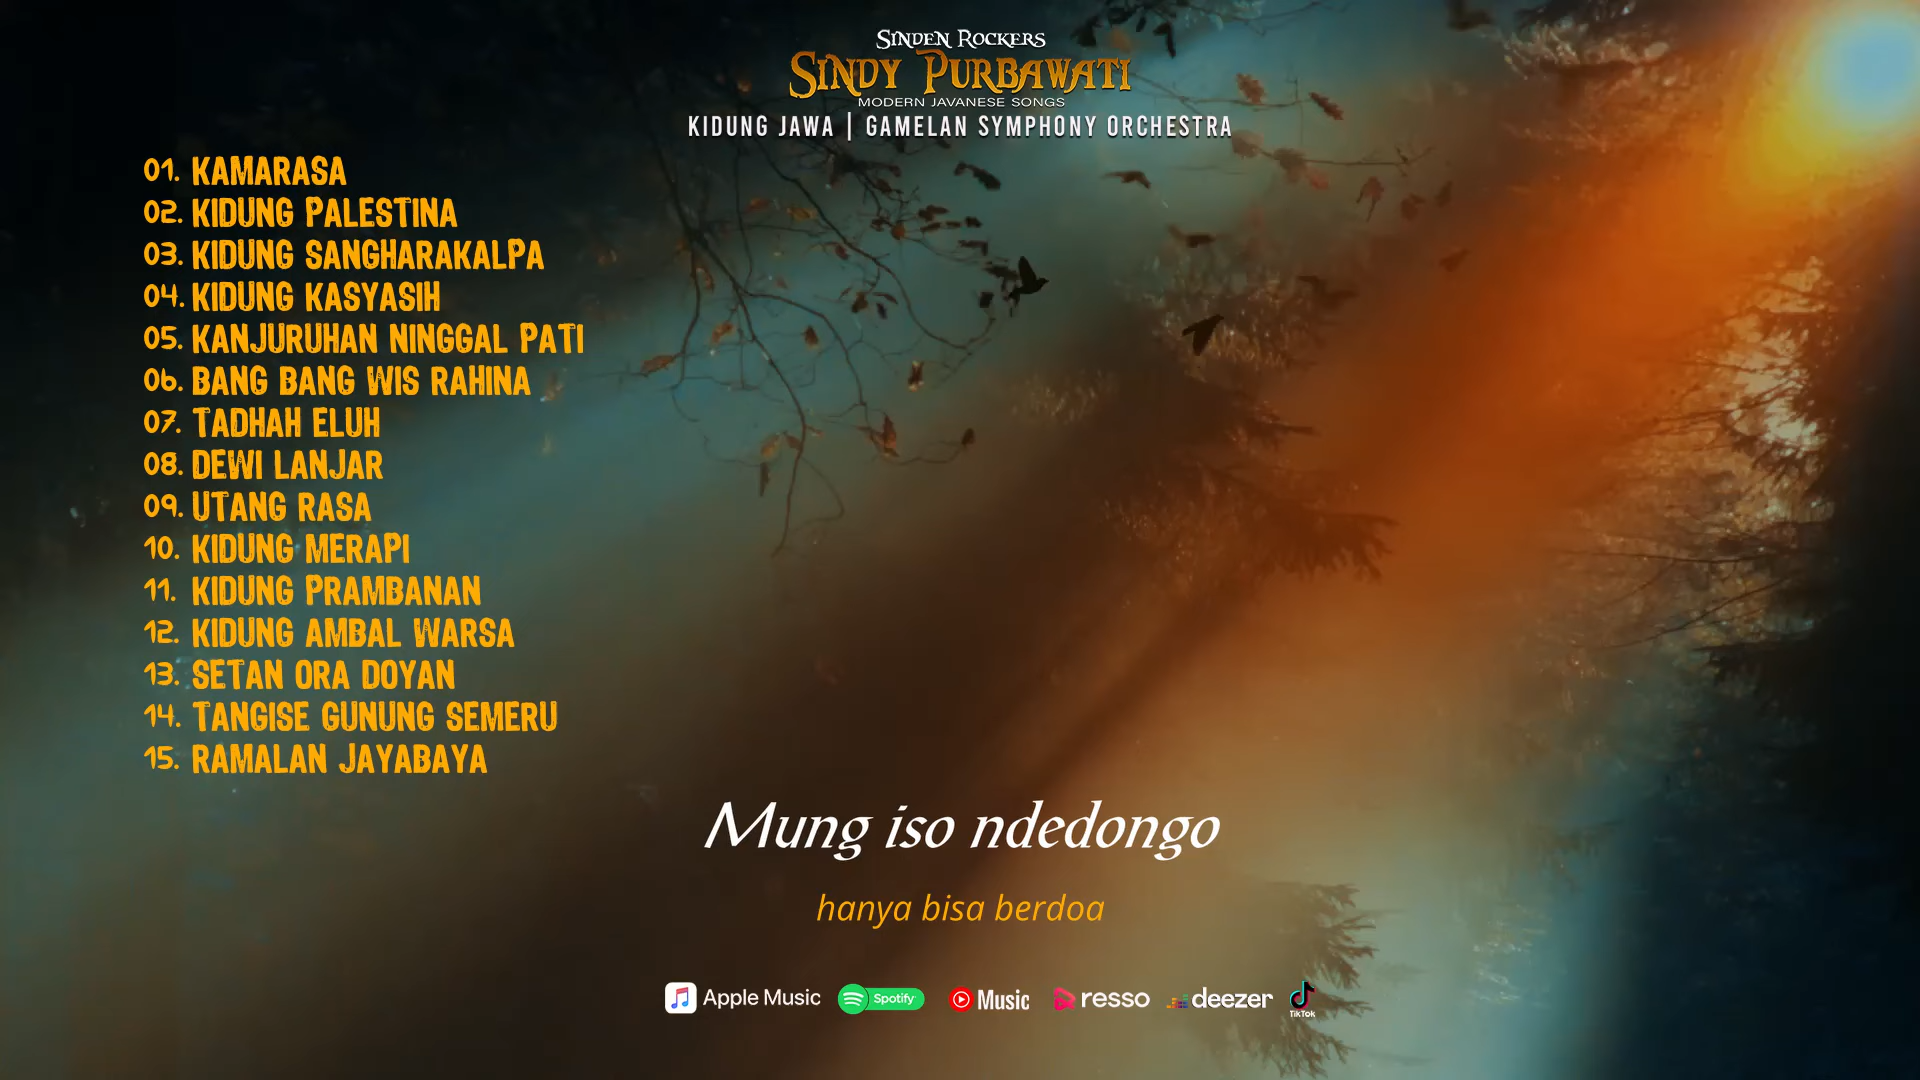 SINDEN ROCKERS
SINDY PURBAWATI
MODERN JAVANESE SONGS
KIDUNG JAWA | GAMELAN SYMPHONY ORCHESTRA
01. KAMARASA
02. KIDUNG PALESTINA
03. KIDUNG SANGHARAKALPA
04. KIDUNG KASYASIH
05. KANJURUHAN NINGGAL PATI
06. BANG BANG WIS RAHINA
07. TADHAH ELUH
08. DEWI LANJAR
09. UTANG RASA
10. KIDUNG MERAPI
11. KIDUNG PRAMBANAN
12. KIDUNG AMBAL WARSA
13. SETAN ORA DOYAN
14. TANGISE GUNUNG SEMERU
15. RAMALAN JAYABAYA
Mung iso ndedongo
hanya bisa berdoa
Apple Music Spotify Music resso deezer TikTok